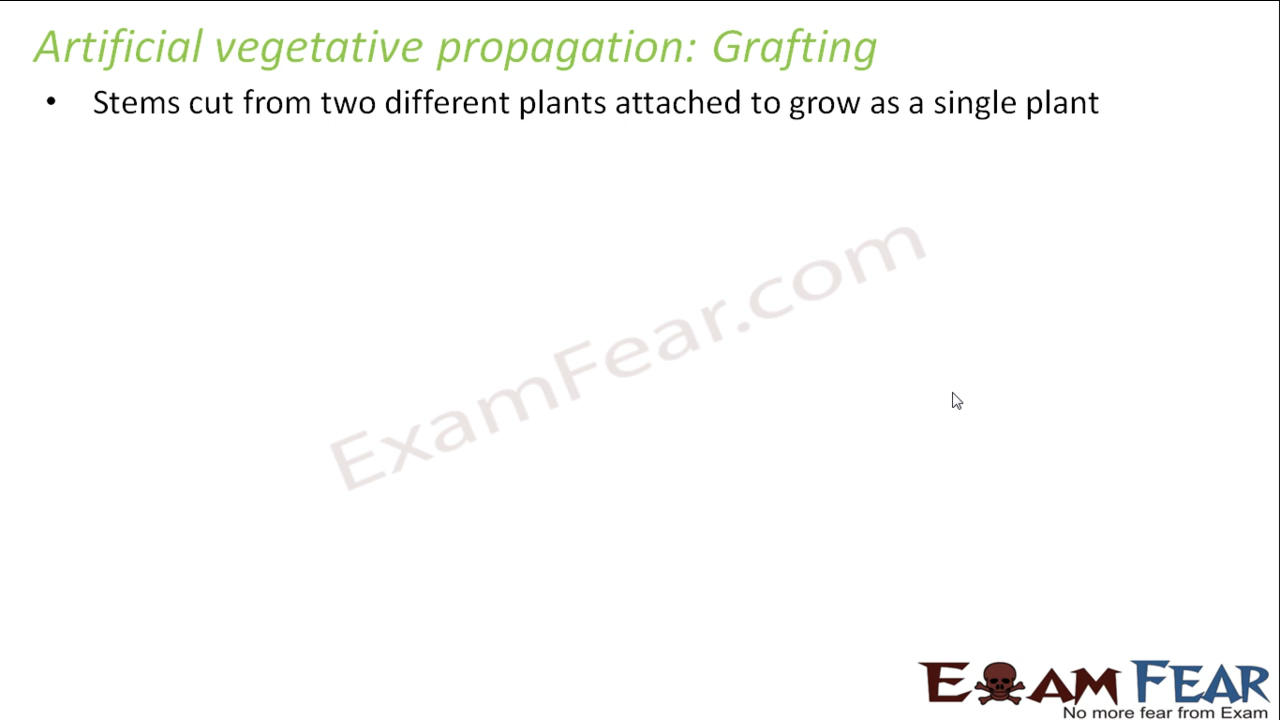 Artificial vegetative propagation: Grafting
• Stems cut from two different plants attached to grow as a single plant
ExamFear.com
EXAM FEAR
No more fear from Exam